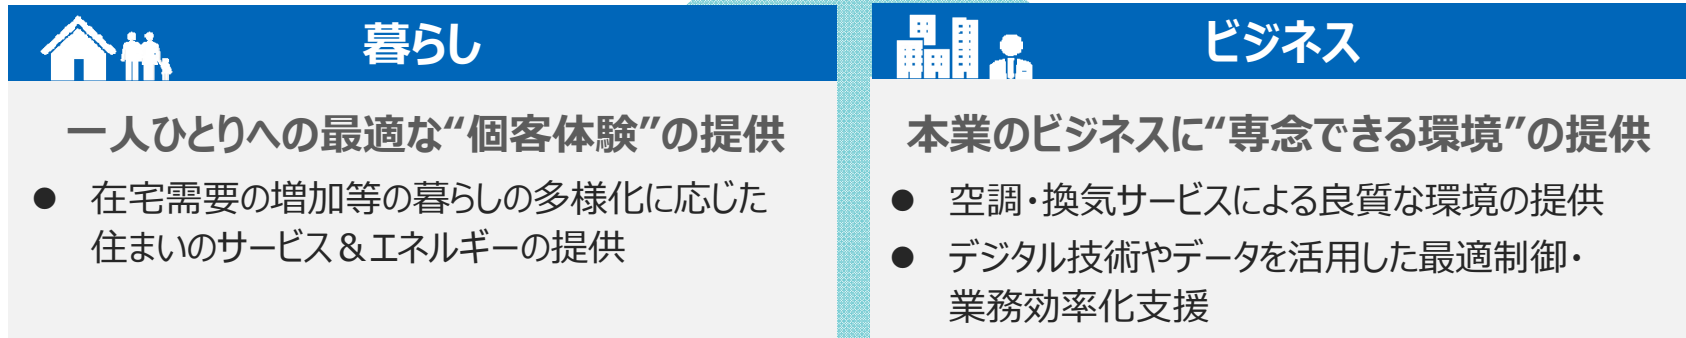 暮らし
一人ひとりへの最適な“個客体験”の提供
● 在宅需要の増加等の暮らしの多様化に応じた
住まいのサービス＆エネルギーの提供
ビジネス
本業のビジネスに“専念できる環境”の提供
● 空調・換気サービスによる良質な環境の提供
● デジタル技術やデータを活用した最適制御・
業務効率化支援